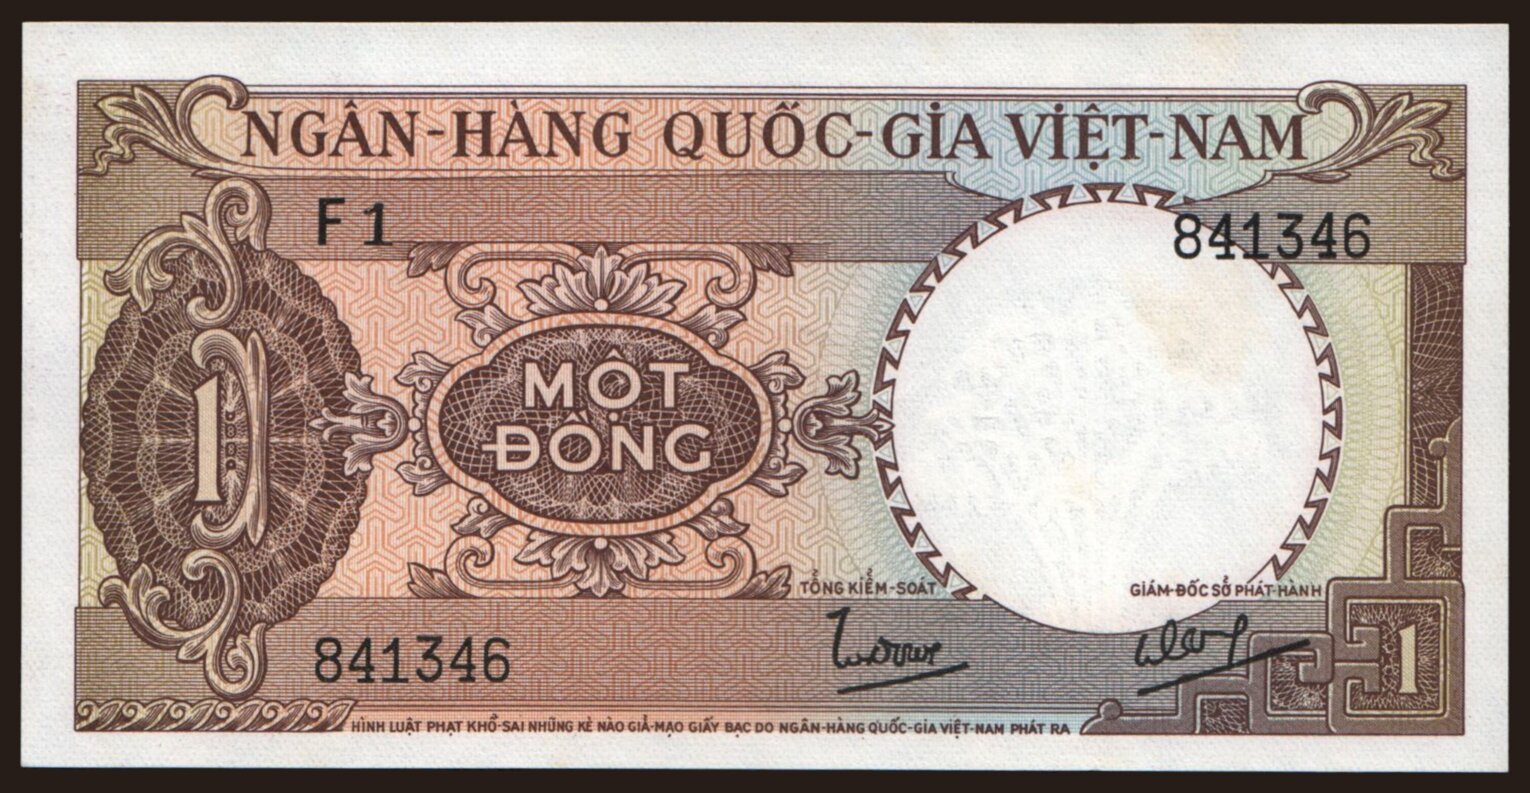 NGÂN-HÀNG QUỐC-GIA VIỆT-NAM
F 1
841346
1
MỘT
ĐỒNG
TỔNG KIỂM-SOÁT
GIÁM-ĐỐC SỞ PHÁT-HÀNH
841346
1
HÌNH LUẬT PHẠT KHỔ-SAI NHỮNG KẺ NÀO GIẢ-MẠO GIẤY BẠC DO NGÂN-HÀNG QUỐC-GIA VIỆT-NAM PHÁT RA